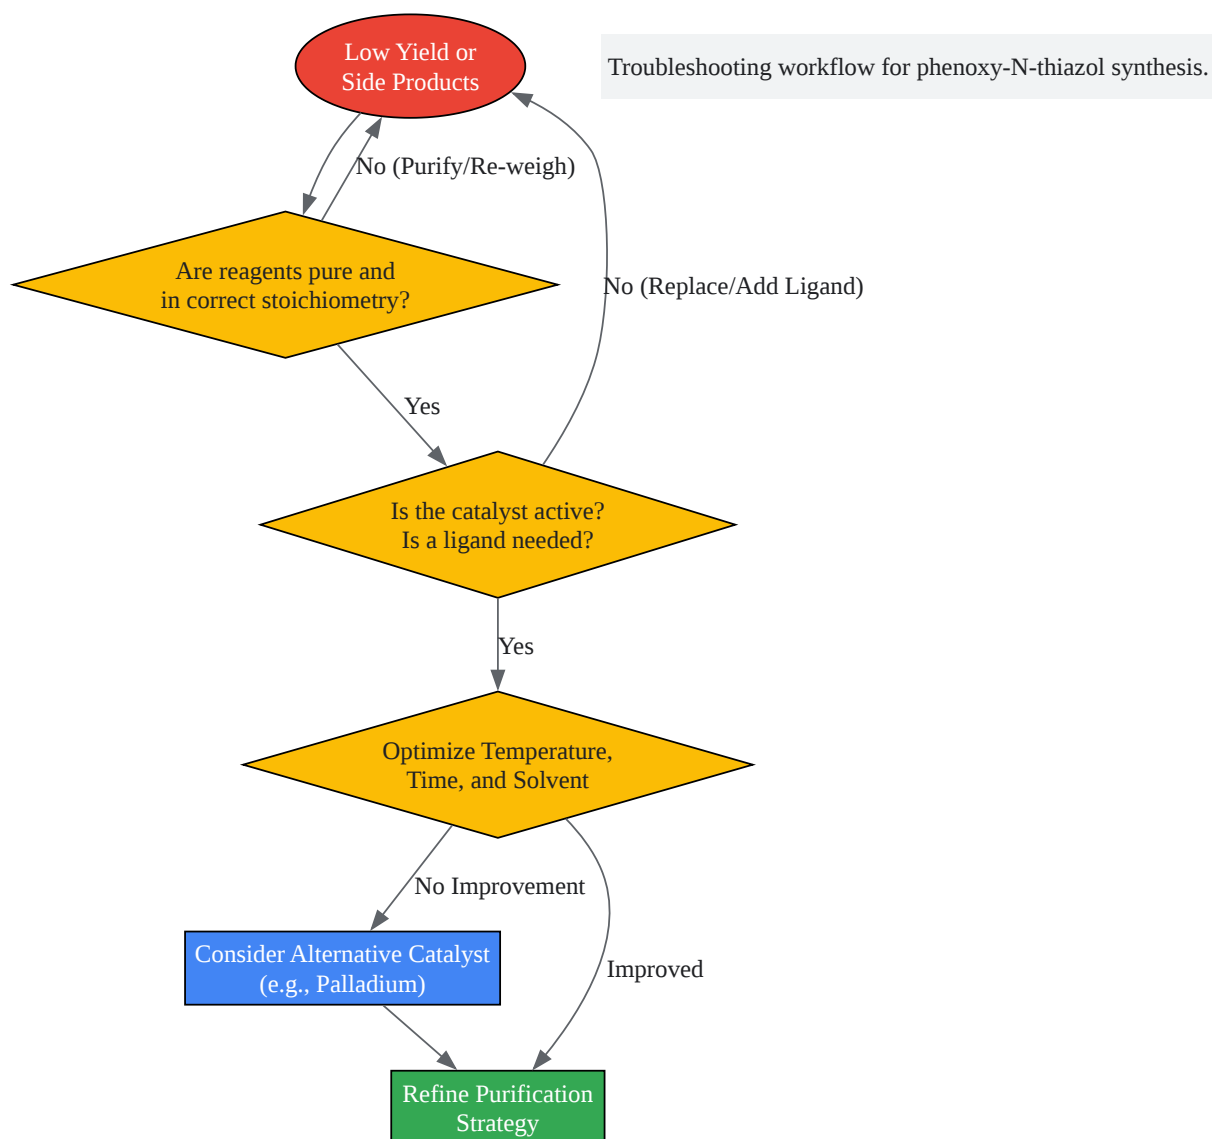 Low Yield or
Side Products
Troubleshooting workflow for phenoxy-N-thiazol synthesis.
No (Purify/Re-weigh)
Are reagents pure and
in correct stoichiometry?
No (Replace/Add Ligand)
Yes
Is the catalyst active?
Is a ligand needed?
Yes
Optimize Temperature,
Time, and Solvent
No Improvement
Consider Alternative Catalyst
(e.g., Palladium)
Improved
Refine Purification
Strategy